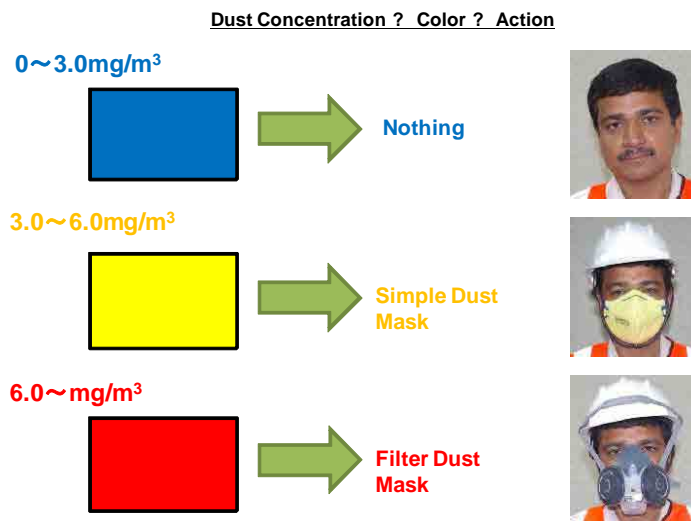 Dust Concentration ? Color ? Action
0～3.0mg/m³
Nothing
3.0～6.0mg/m³
Simple Dust
Mask
6.0～mg/m³
Filter Dust
Mask